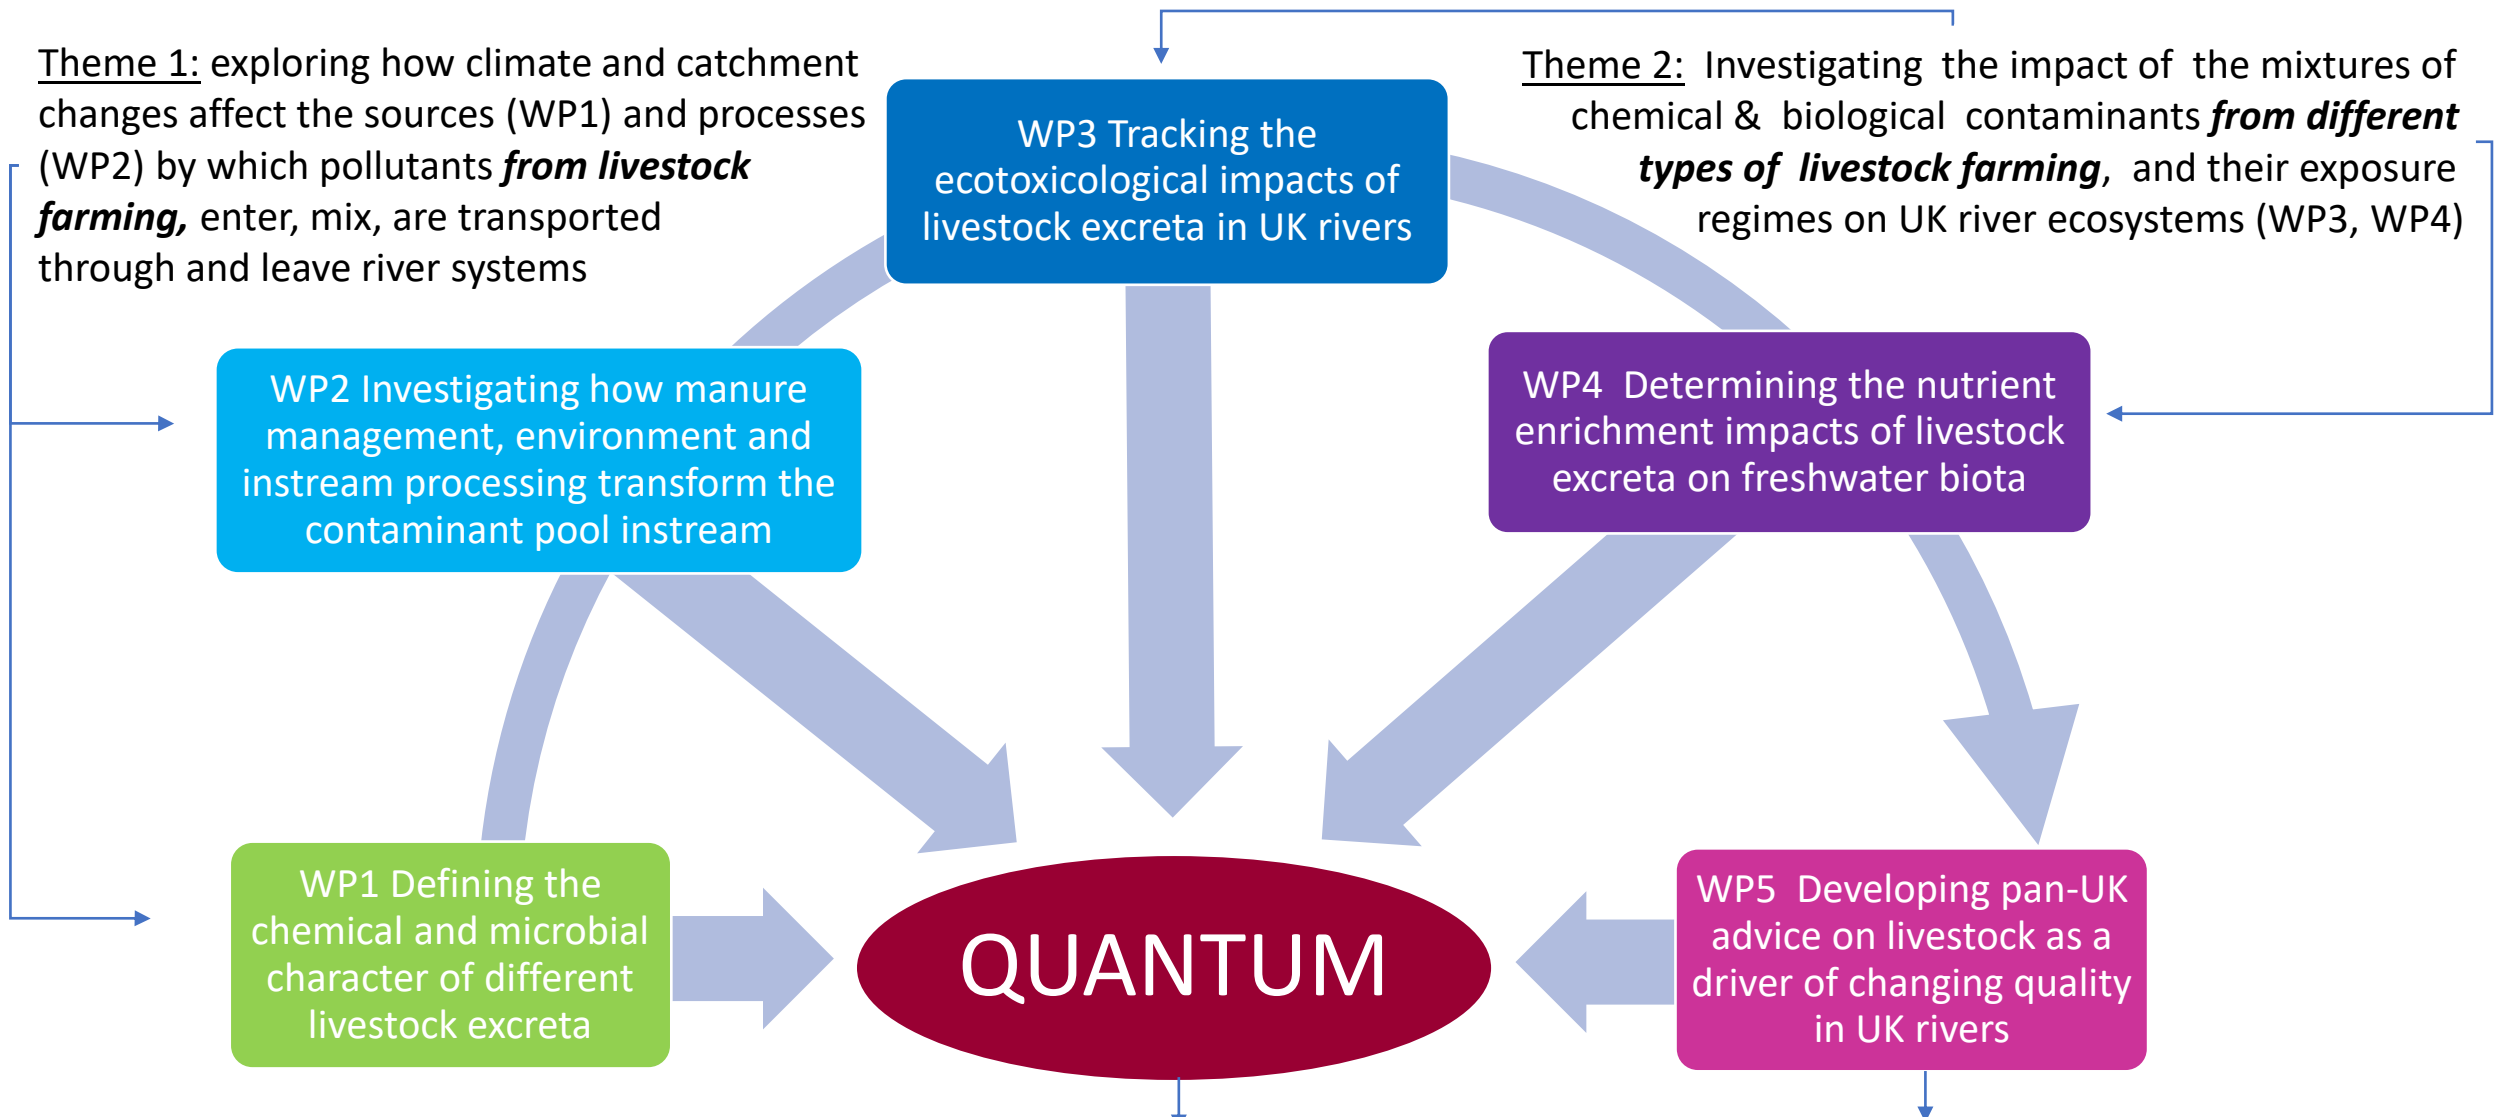 Theme 1: exploring how climate and catchment
changes affect the sources (WP1) and processes
(WP2) by which pollutants from livestock
farming, enter, mix, are transported
through and leave river systems
Theme 2: Investigating the impact of the mixtures of
chemical & biological contaminants from different
types of livestock farming, and their exposure
regimes on UK river ecosystems (WP3, WP4)
WP3 Tracking the
ecotoxicological impacts of
livestock excreta in UK rivers
WP2 Investigating how manure
management, environment and
instream processing transform the
contaminant pool instream
WP4 Determining the nutrient
enrichment impacts of livestock
excreta on freshwater biota
WP1 Defining the
chemical and microbial
character of different
livestock excreta
QUANTUM
WP5 Developing pan-UK
advice on livestock as a
driver of changing quality
in UK rivers